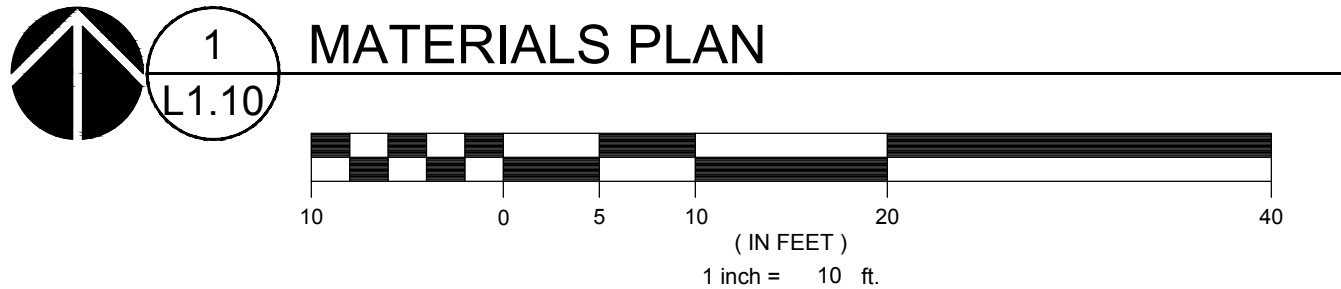 1
MATERIALS PLAN
L1.10
10 0 5 10 20 40
( IN FEET )
1 inch = 10 ft.